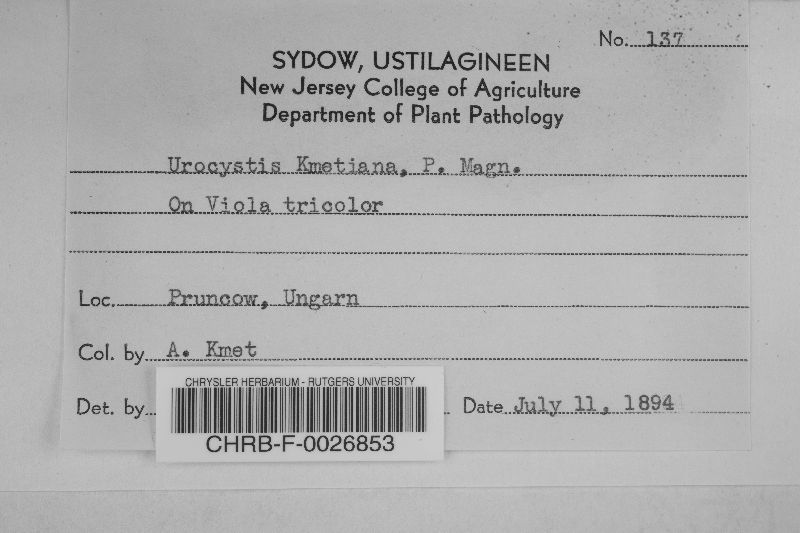 No. 137
SYDOW, USTILAGINEEN
New Jersey College of Agriculture
Department of Plant Pathology
Urocystis Kmetiana, P. Magn.
On Viola tricolor
Loc. Pruncow, Ungarn
Col. by A. Kmet
Det. by
Date July 11, 1894
CHRYSLER HERBARIUM - RUTGERS UNIVERSITY
CHRB-F-0026853